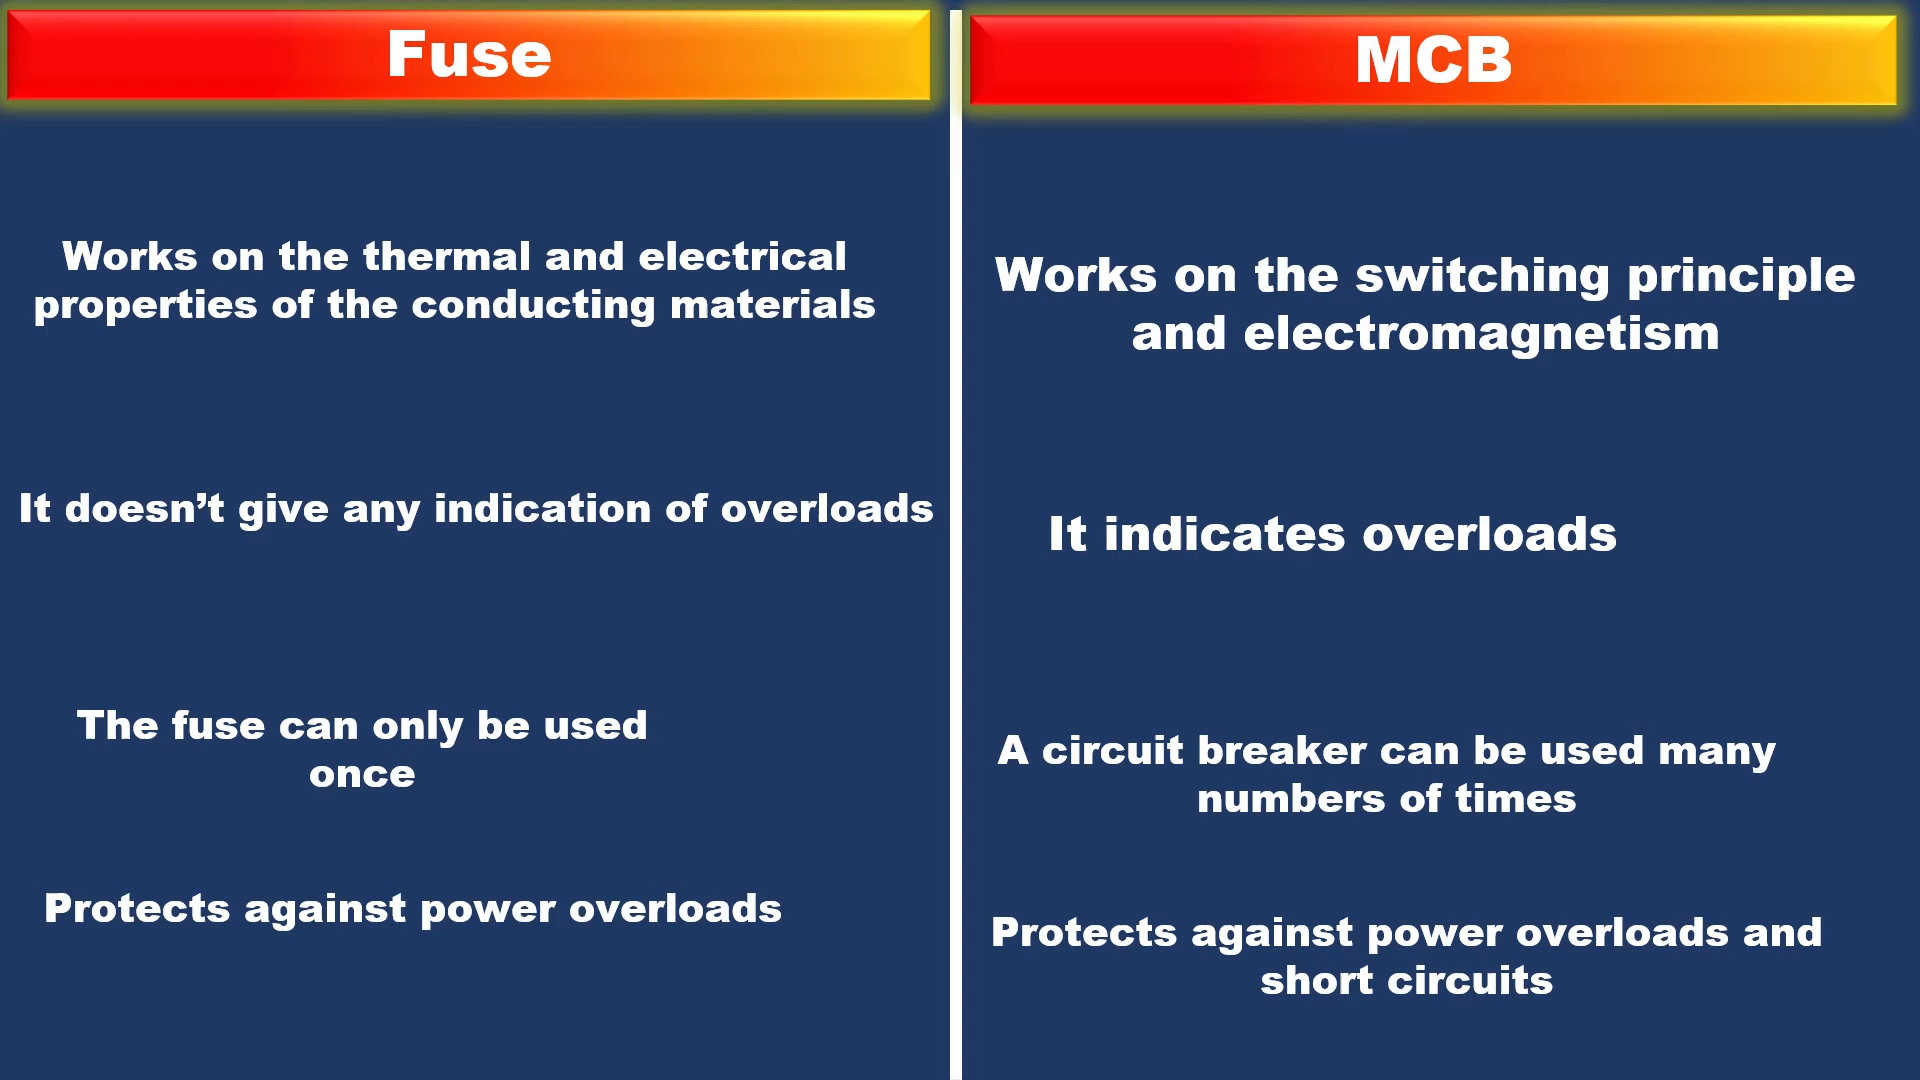 Fuse
Works on the thermal and electrical
properties of the conducting materials
It doesn’t give any indication of overloads
The fuse can only be used
once
Protects against power overloads
MCB
Works on the switching principle
and electromagnetism
It indicates overloads
A circuit breaker can be used many
numbers of times
Protects against power overloads and
short circuits